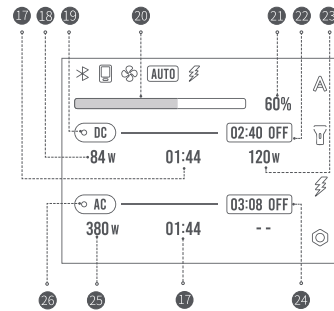 17 18 19 20 21 22 23
AUTO
60%
DC 02:40 OFF
84 W 01:44 120 W
AC 03:08 OFF
380 W 01:44 --
26 25 17 24